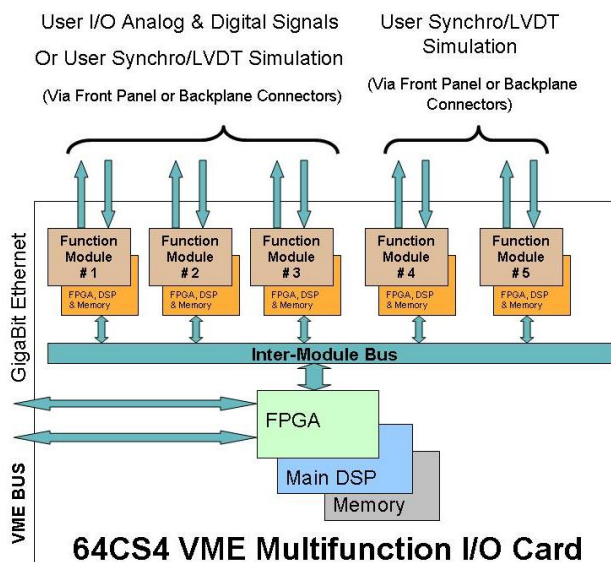 User I/O Analog & Digital Signals
Or User Synchro/LVDT Simulation
(Via Front Panel or Backplane Connectors)
User Synchro/LVDT
Simulation
(Via Front Panel or Backplane
Connectors)
GigaBit Ethernet
Function
Module
# 1
FPGA, DSP
& Memory
Function
Module
# 2
FPGA, DSP
& Memory
Function
Module
# 3
FPGA, DSP
& Memory
Function
Module
# 4
FPGA, DSP
& Memory
Function
Module
# 5
FPGA, DSP
& Memory
Inter-Module Bus
FPGA
Main DSP
Memory
VME BUS
64CS4 VME Multifunction I/O Card